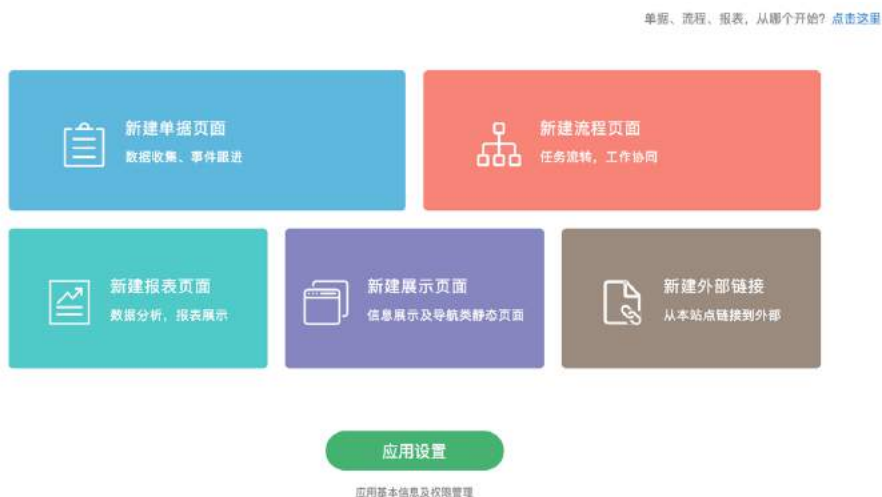 单据、流程、报表，从哪个开始？点击这里
新建单据页面
数据收集、事件跟进
新建流程页面
任务流转，工作协同
新建报表页面
数据分析，报表展示
新建展示页面
信息展示及导航类静态页面
新建外部链接
从本站点链接到外部
应用设置
应用基本信息及权限管理